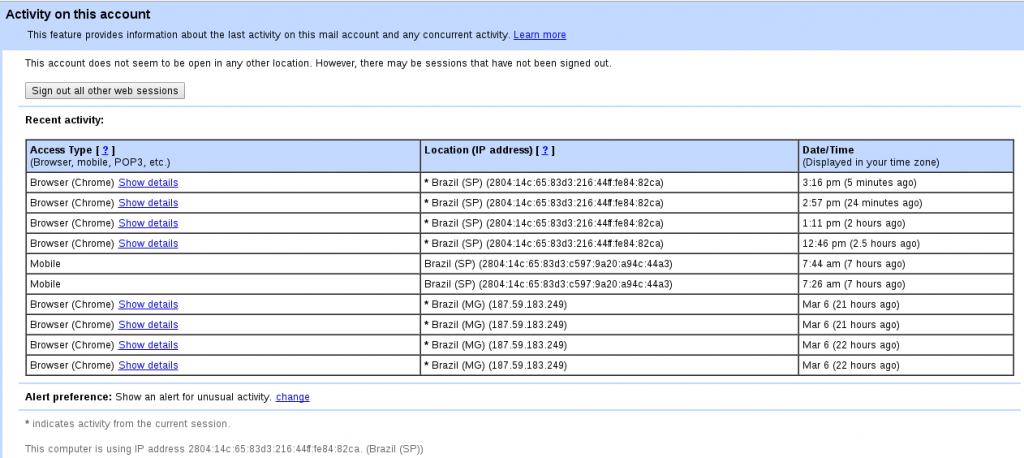 Activity on this account
This feature provides information about the last activity on this mail account and any concurrent activity. Learn more
This account does not seem to be open in any other location. However, there may be sessions that have not been signed out.
Sign out all other web sessions
Recent activity:
Access Type [ ? ] Location (IP address) [ ? ] Date/Time
(Browser, mobile, POP3, etc.) (Displayed in your time zone)
Browser (Chrome) Show details * Brazil (SP) (2804:14c:65:83d3:216:44ff:fe84:82ca) 3:16 pm (5 minutes ago)
Browser (Chrome) Show details * Brazil (SP) (2804:14c:65:83d3:216:44ff:fe84:82ca) 2:57 pm (24 minutes ago)
Browser (Chrome) Show details * Brazil (SP) (2804:14c:65:83d3:216:44ff:fe84:82ca) 1:11 pm (2 hours ago)
Browser (Chrome) Show details * Brazil (SP) (2804:14c:65:83d3:216:44ff:fe84:82ca) 12:46 pm (2.5 hours ago)
Mobile Brazil (SP) (2804:14c:65:83d3:c597:9a20:a94c:44a3) 7:44 am (7 hours ago)
Mobile Brazil (SP) (2804:14c:65:83d3:c597:9a20:a94c:44a3) 7:26 am (7 hours ago)
Browser (Chrome) Show details * Brazil (MG) (187.59.183.249) Mar 6 (21 hours ago)
Browser (Chrome) Show details * Brazil (MG) (187.59.183.249) Mar 6 (21 hours ago)
Browser (Chrome) Show details * Brazil (MG) (187.59.183.249) Mar 6 (22 hours ago)
Browser (Chrome) Show details * Brazil (MG) (187.59.183.249) Mar 6 (22 hours ago)
Alert preference: Show an alert for unusual activity. change
* indicates activity from the current session.
This computer is using IP address 2804:14c:65:83d3:216:44ff:fe84:82ca. (Brazil (SP))